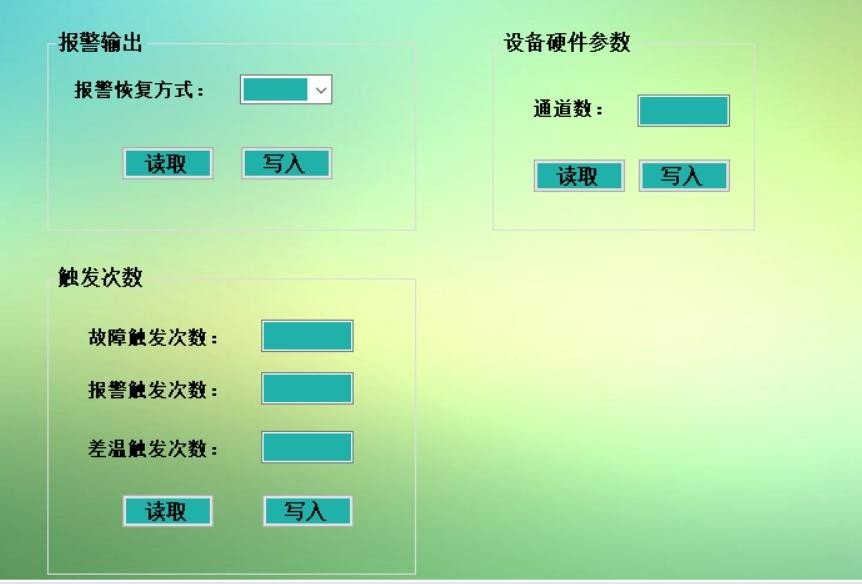 报警输出
报警恢复方式：
读取 写入
设备硬件参数
通道数：
读取 写入
触发次数
故障触发次数：
报警触发次数：
差温触发次数：
读取 写入